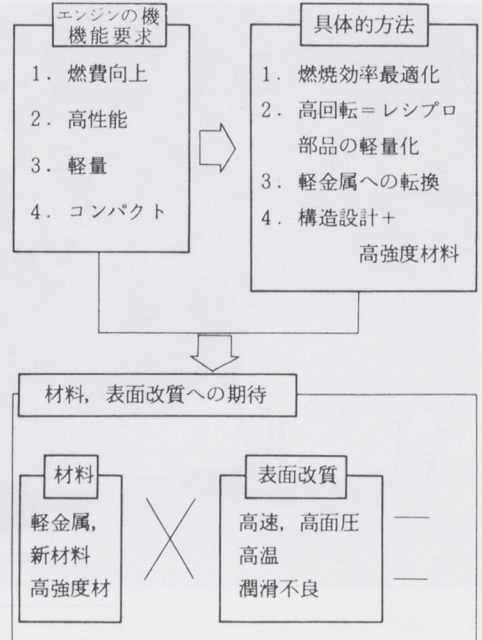 エンジンの機
機能要求
1．燃費向上
2．高性能
3．軽量
4．コンパクト
具体的方法
1．燃焼効率最適化
2．高回転＝レシプロ
部品の軽量化
3．軽金属への転換
4．構造設計＋
高強度材料
材料，表面改質への期待
材料
軽金属，
新材料
高強度材
表面改質
高速，高面圧
高温
潤滑不良